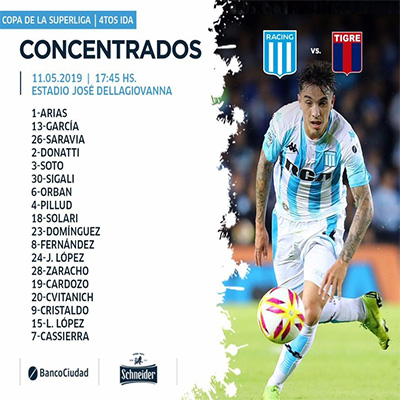 COPA DE LA SUPERLIGA | 4TOS IDA
CONCENTRADOS
11.05.2019 | 17:45 HS.
ESTADIO JOSÉ DELLAGIOVANNA
RACING
VS.
TIGRE
1-ARIAS
13-GARCÍA
26-SARAVIA
2-DONATTI
3-SOTO
30-SIGALI
6-ORBAN
4-PILLUD
18-SOLARI
23-DOMÍNGUEZ
8-FERNÁNDEZ
24-J. LÓPEZ
28-ZARACHO
19-CARDOZO
20-CVITANICH
9-CRISTALDO
15-L. LÓPEZ
7-CASSIERRA
RCA
BancoCiudad
Schneider